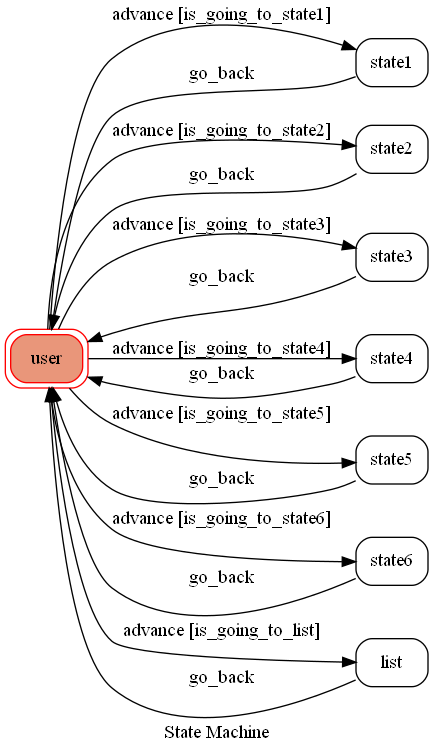 advance [is_going_to_state1]
state1
go_back
advance [is_going_to_state2]
state2
go_back
advance [is_going_to_state3]
state3
go_back
user
advance [is_going_to_state4]
state4
go_back
advance [is_going_to_state5]
state5
go_back
advance [is_going_to_state6]
state6
go_back
advance [is_going_to_list]
list
go_back
State Machine